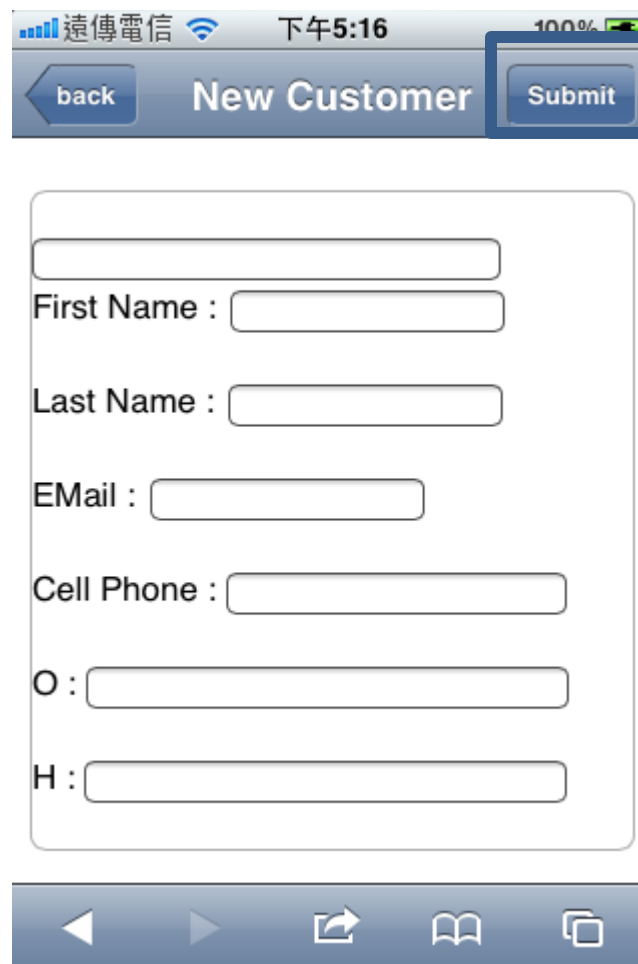 遠傳電信 下午5:16 100%
back New Customer Submit
First Name :
Last Name :
EMail :
Cell Phone :
O :
H :